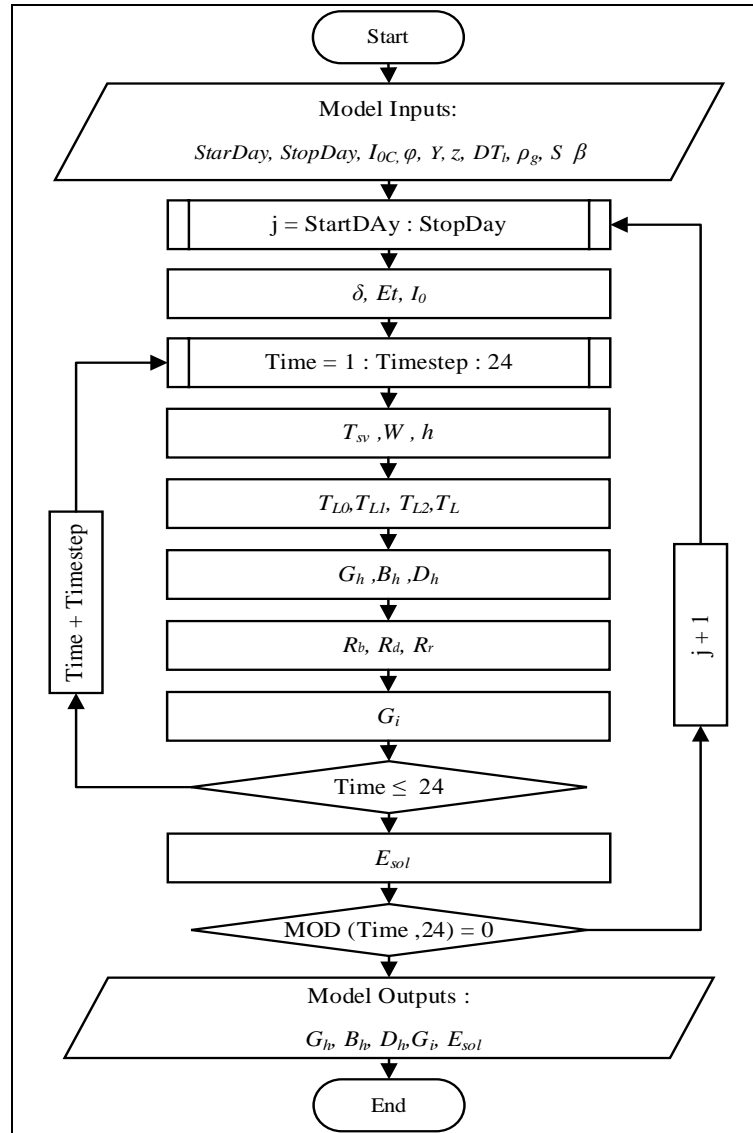 Start
Model Inputs:
StarDay, StopDay, I0C, φ, Y, z, DTl, ρg, S β
j = StartDAy : StopDay
δ, Et, I0
Time = 1 : Timestep : 24
Tsv ,W , h
TL0,TL1, TL2,TL
Gh ,Bh ,Dh
Rb, Rd, Rr
Gi
Time + Timestep
j + 1
Time ≤ 24
Esol
MOD (Time ,24) = 0
Model Outputs :
Gh, Bh, Dh,Gi, Esol
End